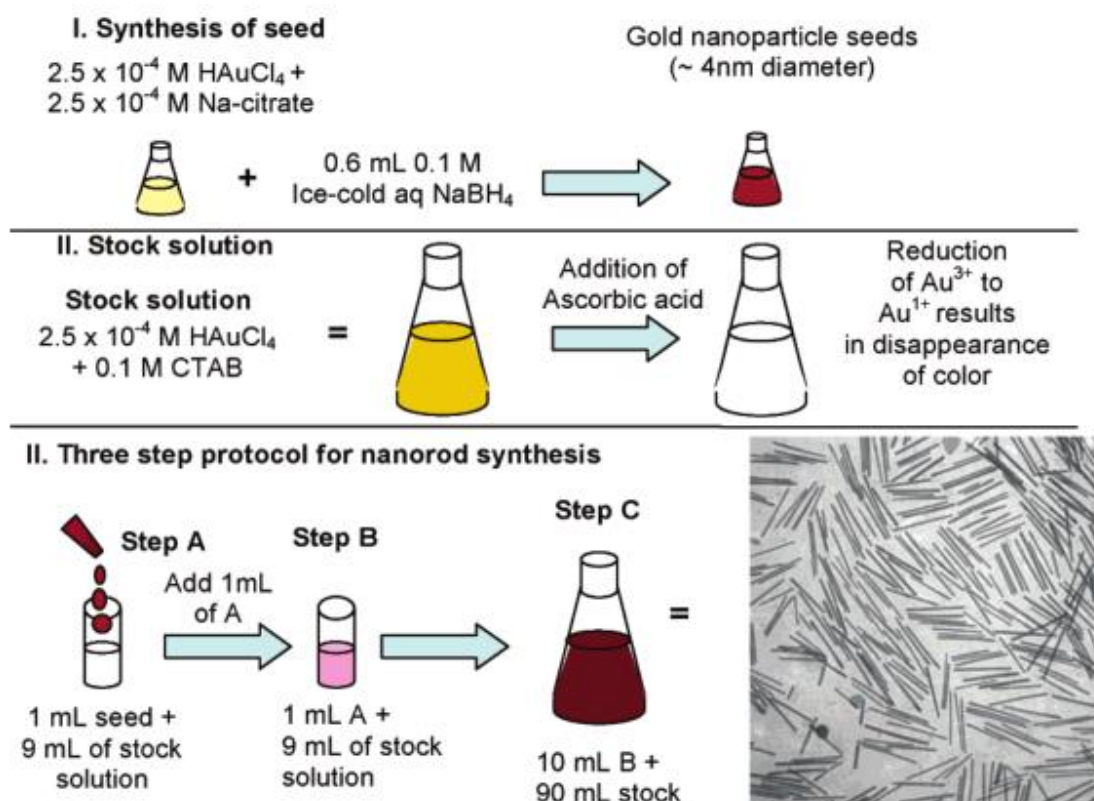 I. Synthesis of seed
2.5 x 10⁻⁴ M HAuCl₄ +
2.5 x 10⁻⁴ M Na-citrate
+
0.6 mL 0.1 M
Ice-cold aq NaBH₄
Gold nanoparticle seeds
(~ 4nm diameter)
II. Stock solution
Stock solution
2.5 x 10⁻⁴ M HAuCl₄
+ 0.1 M CTAB
=
Addition of
Ascorbic acid
Reduction
of Au³⁺ to
Au¹⁺ results
in disappearance
of color
II. Three step protocol for nanorod synthesis
Step A
Add 1mL
of A
1 mL seed +
9 mL of stock
solution
Step B
1 mL A +
9 mL of stock
solution
Step C
10 mL B +
90 mL stock
=